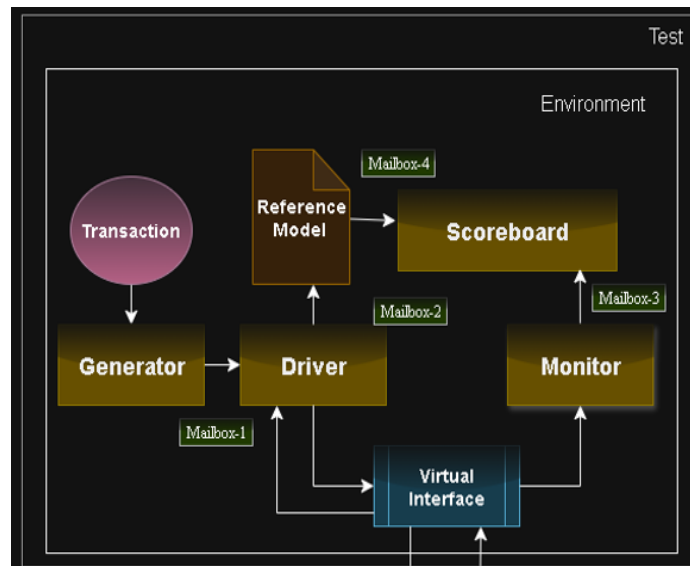 Test
Environment
Mailbox-4
Reference
Model
Transaction
Scoreboard
Mailbox-3
Mailbox-2
Generator
Driver
Monitor
Mailbox-1
Virtual
Interface